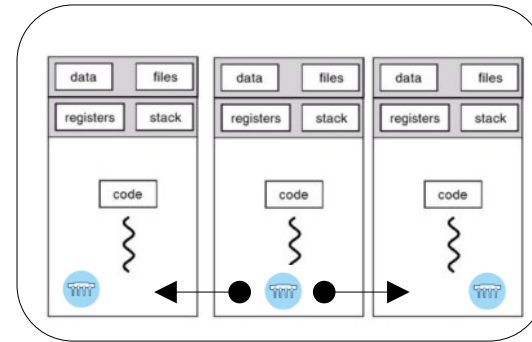 data files data files data files
registers stack registers stack registers stack
code code code